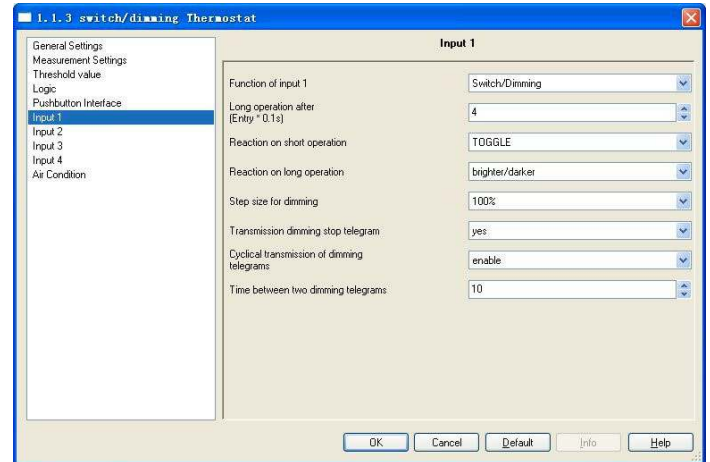 1.1.3 switch/dimming Thermostat
General Settings
Measurement Settings
Threshold value
Logic
Pushbutton Interface
Input 1
Input 2
Input 3
Input 4
Air Condition
Input 1
Function of input 1 Switch/Dimming
Long operation after
(Entry * 0.1s) 4
Reaction on short operation TOGGLE
Reaction on long operation brighter/darker
Step size for dimming 100%
Transmission dimming stop telegram yes
Cyclical transmission of dimming
telegrams enable
Time between two dimming telegrams 10
OK Cancel Default Info Help